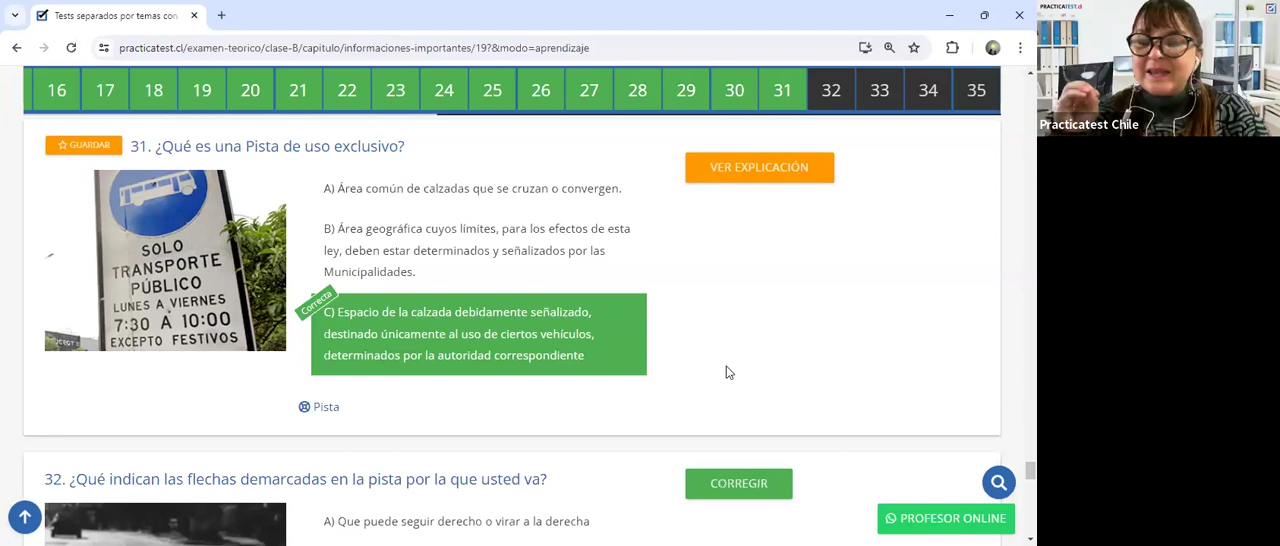 Tests separados por temas con
practicatest.cl/examen-teorico/clase-B/capitulo/informaciones-importantes/19?&modo=aprendizaje
PRACTICATEST.cl
Practicatest Chile
16 17 18 19 20 21 22 23 24 25 26 27 28 29 30 31 32 33 34 35
GUARDAR
31. ¿Qué es una Pista de uso exclusivo?
VER EXPLICACIÓN
SOLO
TRANSPORTE
PÚBLICO
LUNES A VIERNES
7:30 A 10:00
EXCEPTO FESTIVOS
A) Área común de calzadas que se cruzan o convergen.
B) Área geográfica cuyos límites, para los efectos de esta
ley, deben estar determinados y señalizados por las
Municipalidades.
Correcta
C) Espacio de la calzada debídamente señalizado,
destinado únicamente al uso de ciertos vehículos,
determinados por la autoridad correspondiente
Pista
32. ¿Qué indican las flechas demarcadas en la pista por la que usted va?
CORREGIR
A) Que puede seguir derecho o virar a la derecha
PROFESOR ONLINE